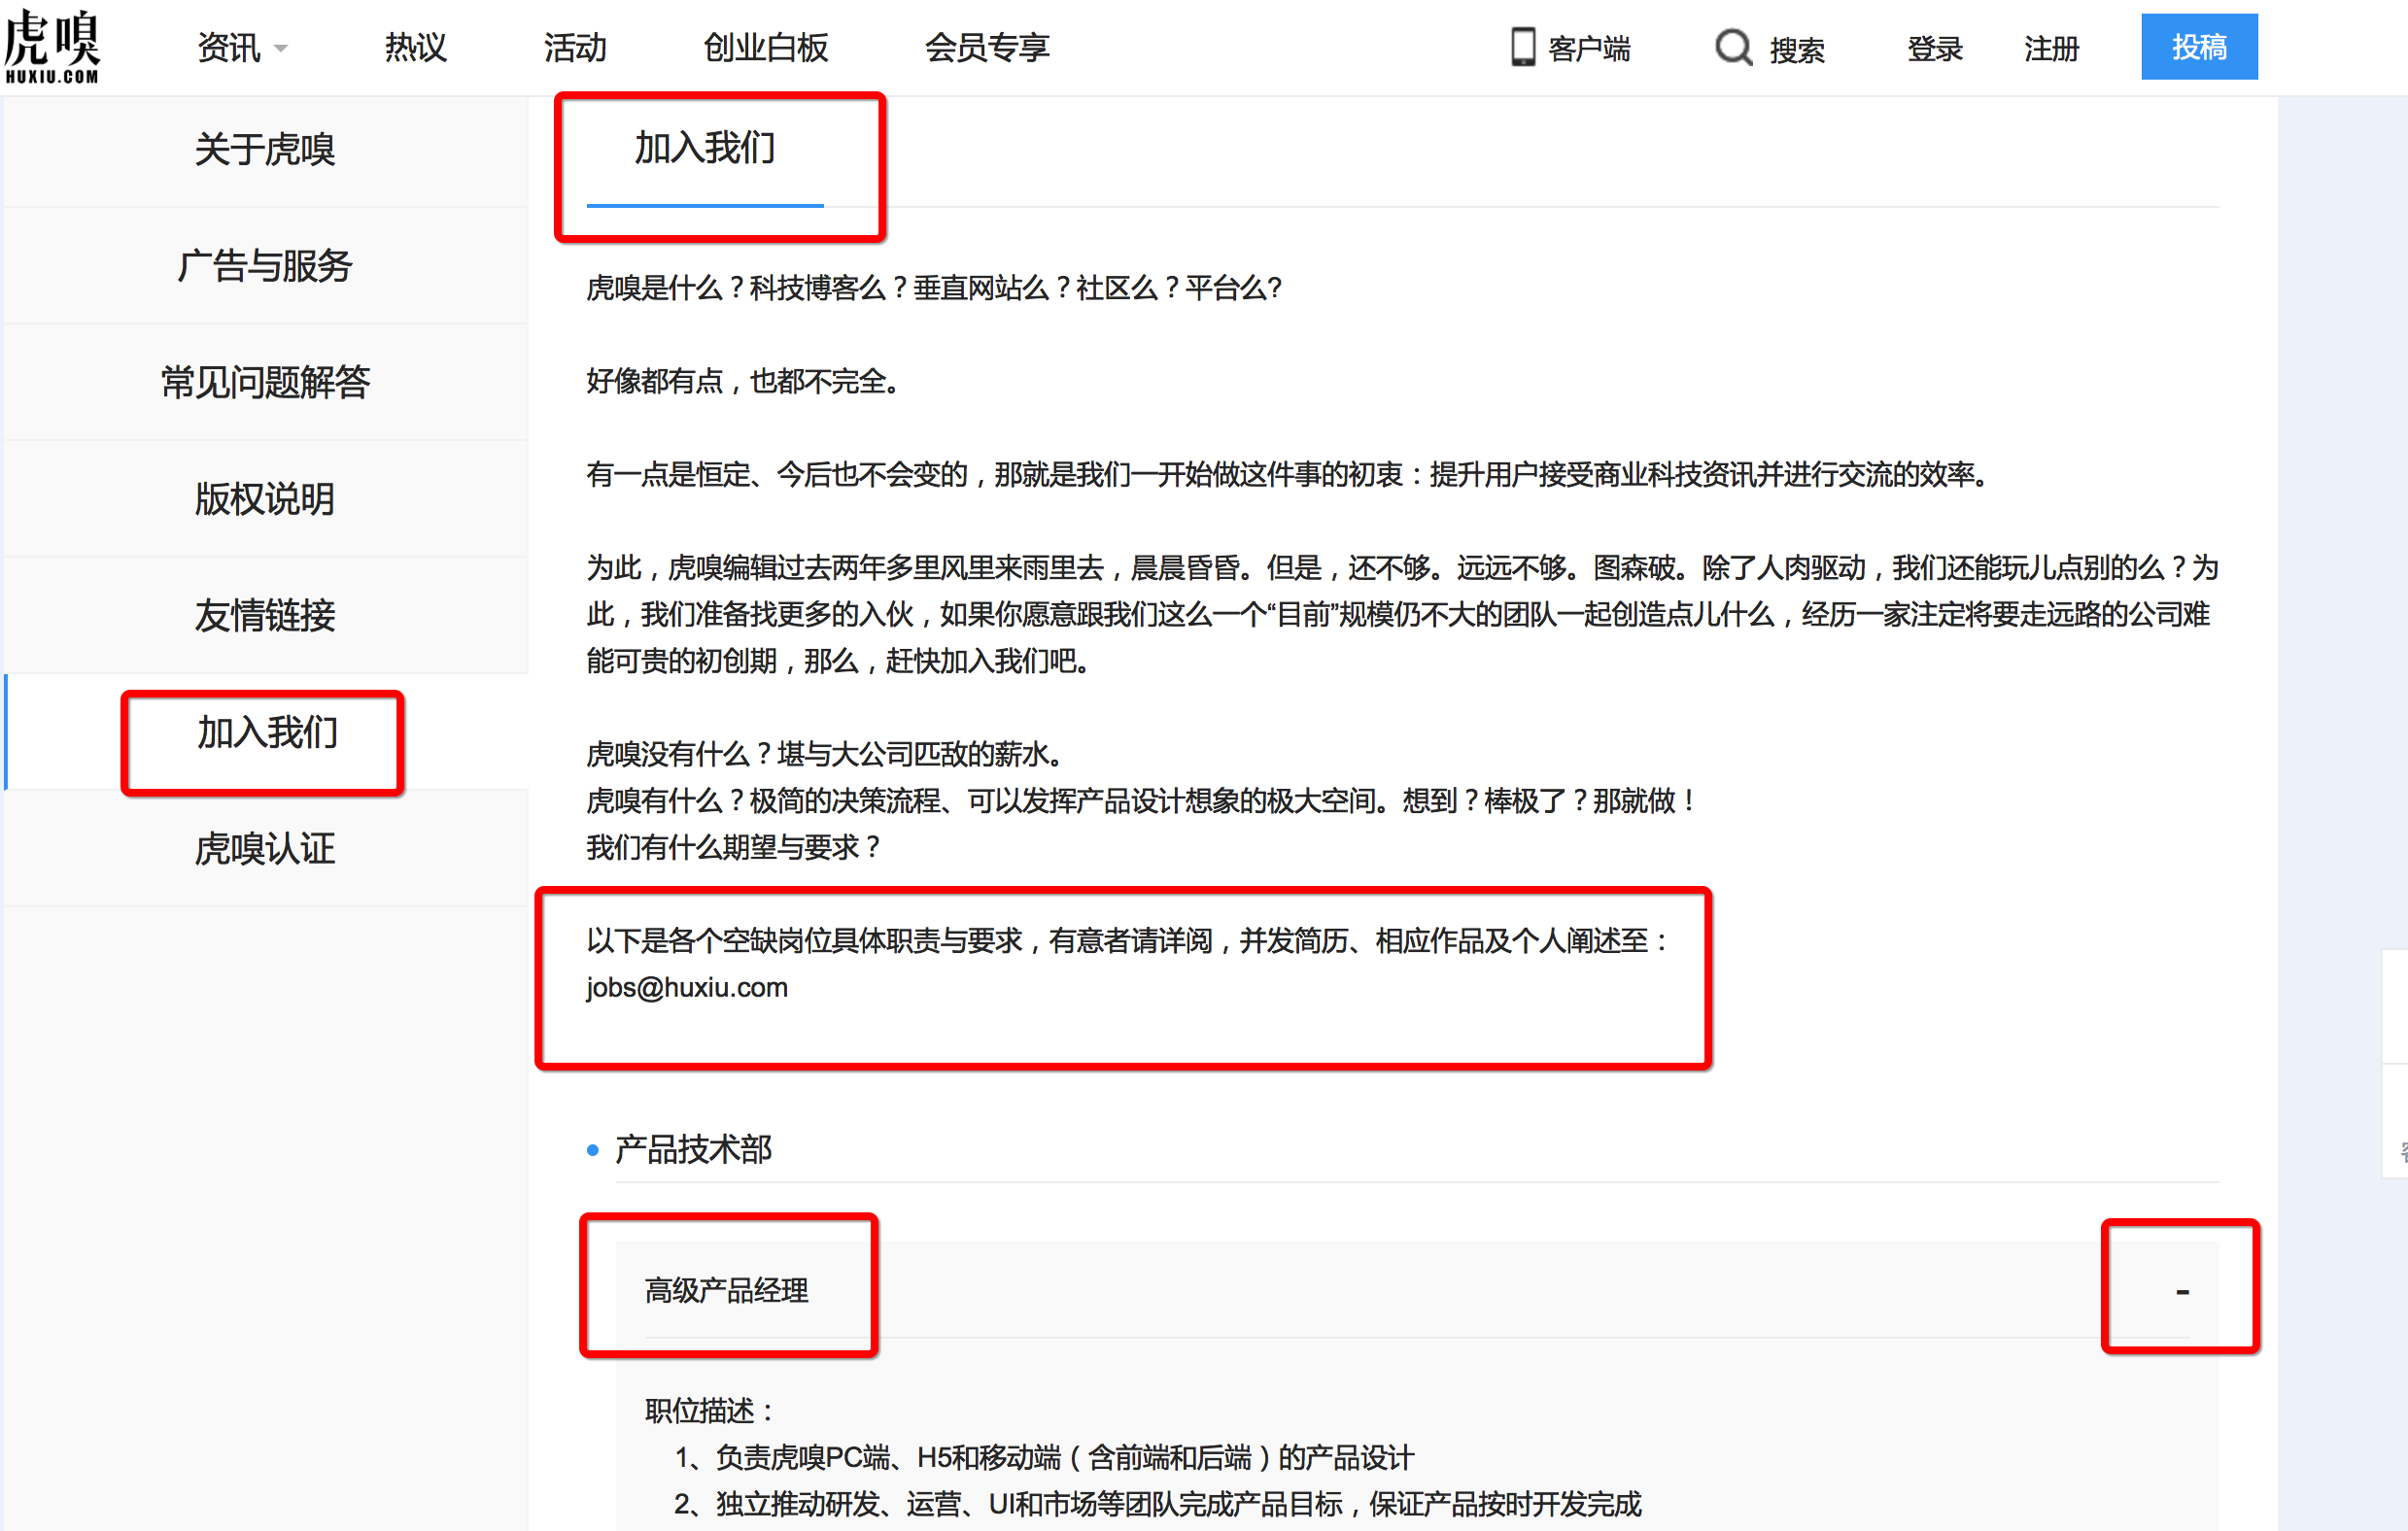 虎嗅
HUXIU.COM
资讯
热议
活动
创业白板
会员专享
客户端
搜索
登录
注册
投稿
关于虎嗅
广告与服务
常见问题解答
版权说明
友情链接
加入我们
虎嗅认证
加入我们
虎嗅是什么？科技博客么？垂直网站么？社区么？平台么?
好像都有点，也都不完全。
有一点是恒定、今后也不会变的，那就是我们一开始做这件事的初衷：提升用户接受商业科技资讯并进行交流的效率。
为此，虎嗅编辑过去两年多里风里来雨里去，晨晨昏昏。但是，还不够。远远不够。图森破。除了人肉驱动，我们还能玩儿点别的么？为
此，我们准备找更多的入伙，如果你愿意跟我们这么一个“目前”规模仍不大的团队一起创造点儿什么，经历一家注定将要走远路的公司难
能可贵的初创期，那么，赶快加入我们吧。
虎嗅没有什么？堪与大公司匹敌的薪水。
虎嗅有什么？极简的决策流程、可以发挥产品设计想象的极大空间。想到？棒极了？那就做！
我们有什么期望与要求？
以下是各个空缺岗位具体职责与要求，有意者请详阅，并发简历、相应作品及个人阐述至：
jobs@huxiu.com
产品技术部
高级产品经理
-
职位描述：
1、负责虎嗅PC端、H5和移动端（含前端和后端）的产品设计
2、独立推动研发、运营、UI和市场等团队完成产品目标，保证产品按时开发完成